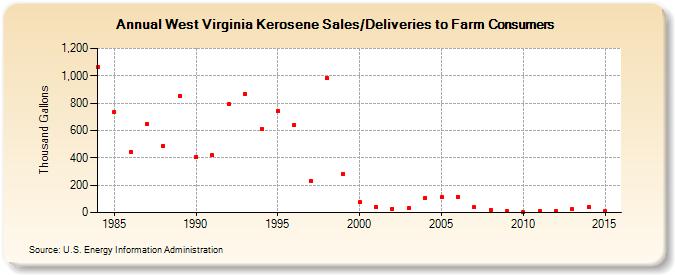 Annual West Virginia Kerosene Sales/Deliveries to Farm Consumers
Thousand Gallons
1,200
1,000
800
600
400
200
0
1985 1990 1995 2000 2005 2010 2015
Source: U.S. Energy Information Administration